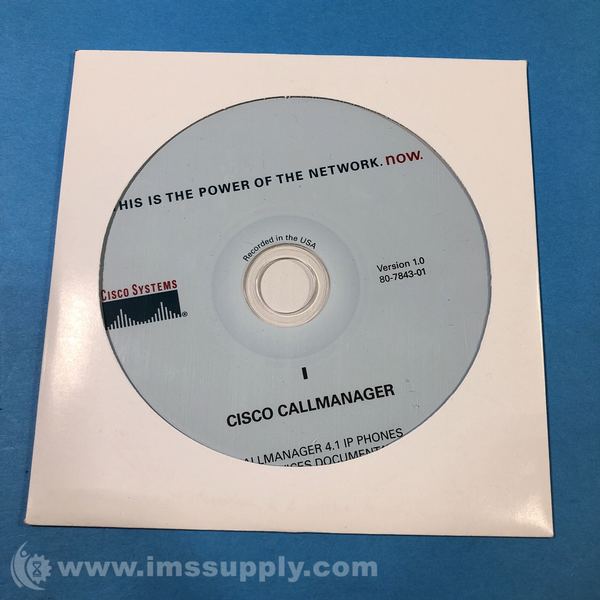 HIS IS THE POWER OF THE NETWORK. now.
Recorded in the USA
Version 1.0
80-7843-01
CISCO SYSTEMS
®
I
CISCO CALLMANAGER
ALLMANAGER 4.1 IP PHONES
www.imssupply.com